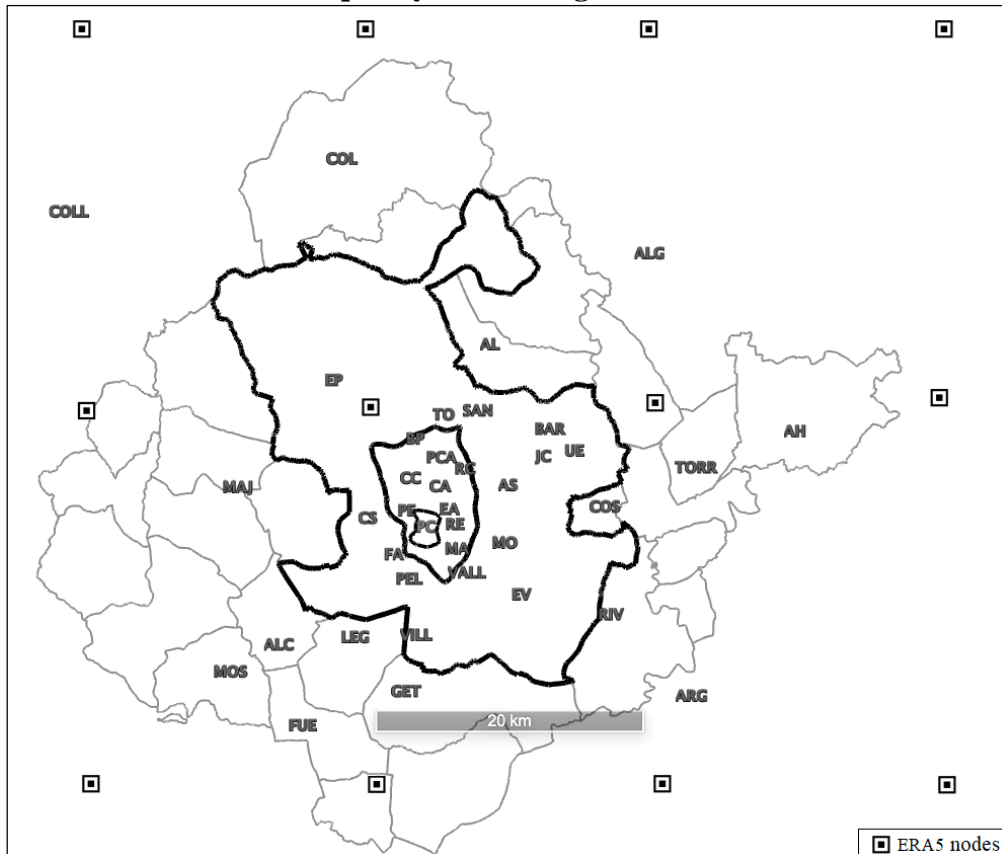 COL
COLL
ALG
AL
EP
TO SAN
BP
BAR
AH
PCA
JC UE
RC
TORR
CC
CA
AS
MAJ
COS
PE EA
CS
PC RE
MO
FA
MA
PEL
VALL
EV
RIV
LEG VILL
ALC
MOS
GET
ARG
20 km
FUE
ERA5 nodes